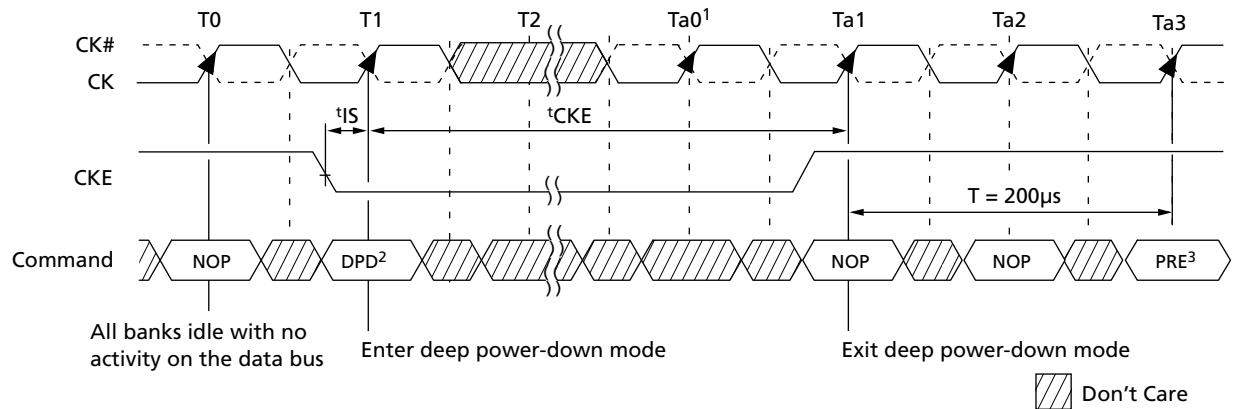 T0 T1 T2 Ta0¹ Ta1 Ta2 Ta3
CK#
CK
ᵗIS ᵗCKE
CKE
T = 200µs
Command NOP DPD² NOP NOP PRE³
All banks idle with no
activity on the data bus
Enter deep power-down mode
Exit deep power-down mode
Don't Care